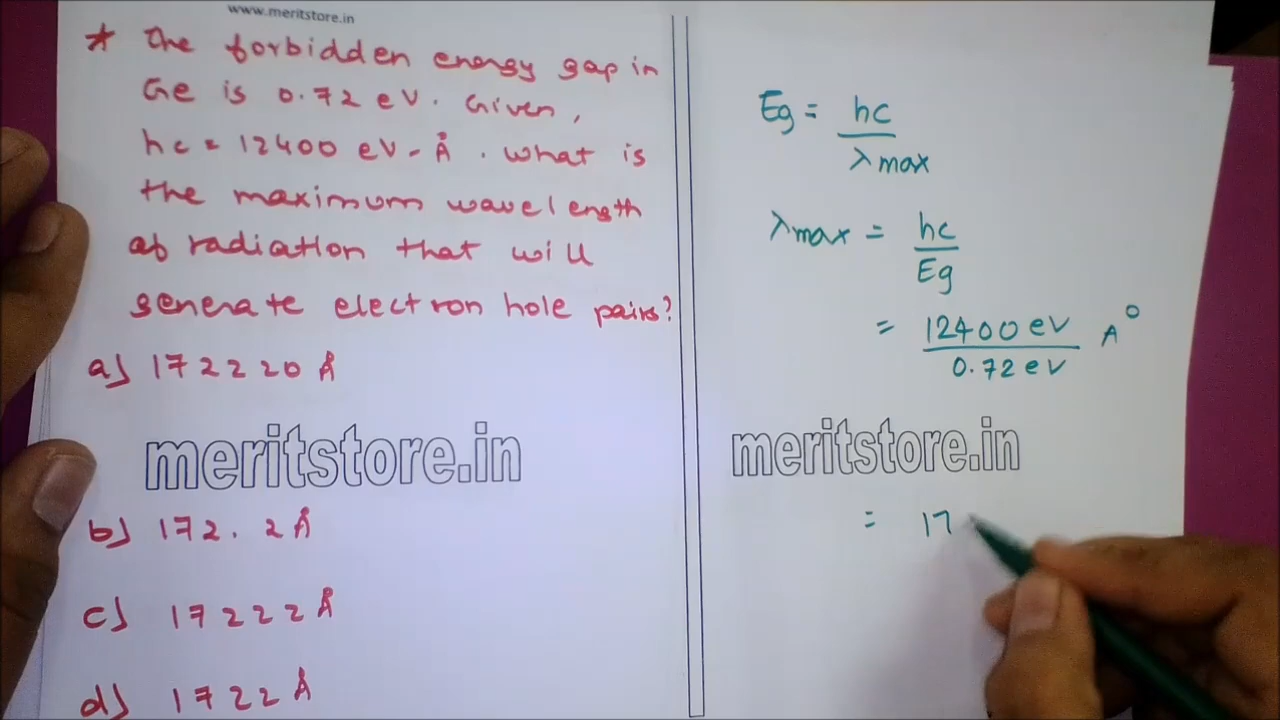 www.meritstore.in
* The forbidden energy gap in
Ge is 0.72 eV. Given,
hc = 12400 eV-Å. What is
the maximum wavelength
of radiation that will
generate electron hole pairs?
a) 172220 Å
meritstore.in
b) 172.2 Å
c) 17222 Å
d) 1722 Å
Eg = hc
λmax
λmax = hc
Eg
= 12400 eV A°
0.72 eV
meritstore.in
= 17